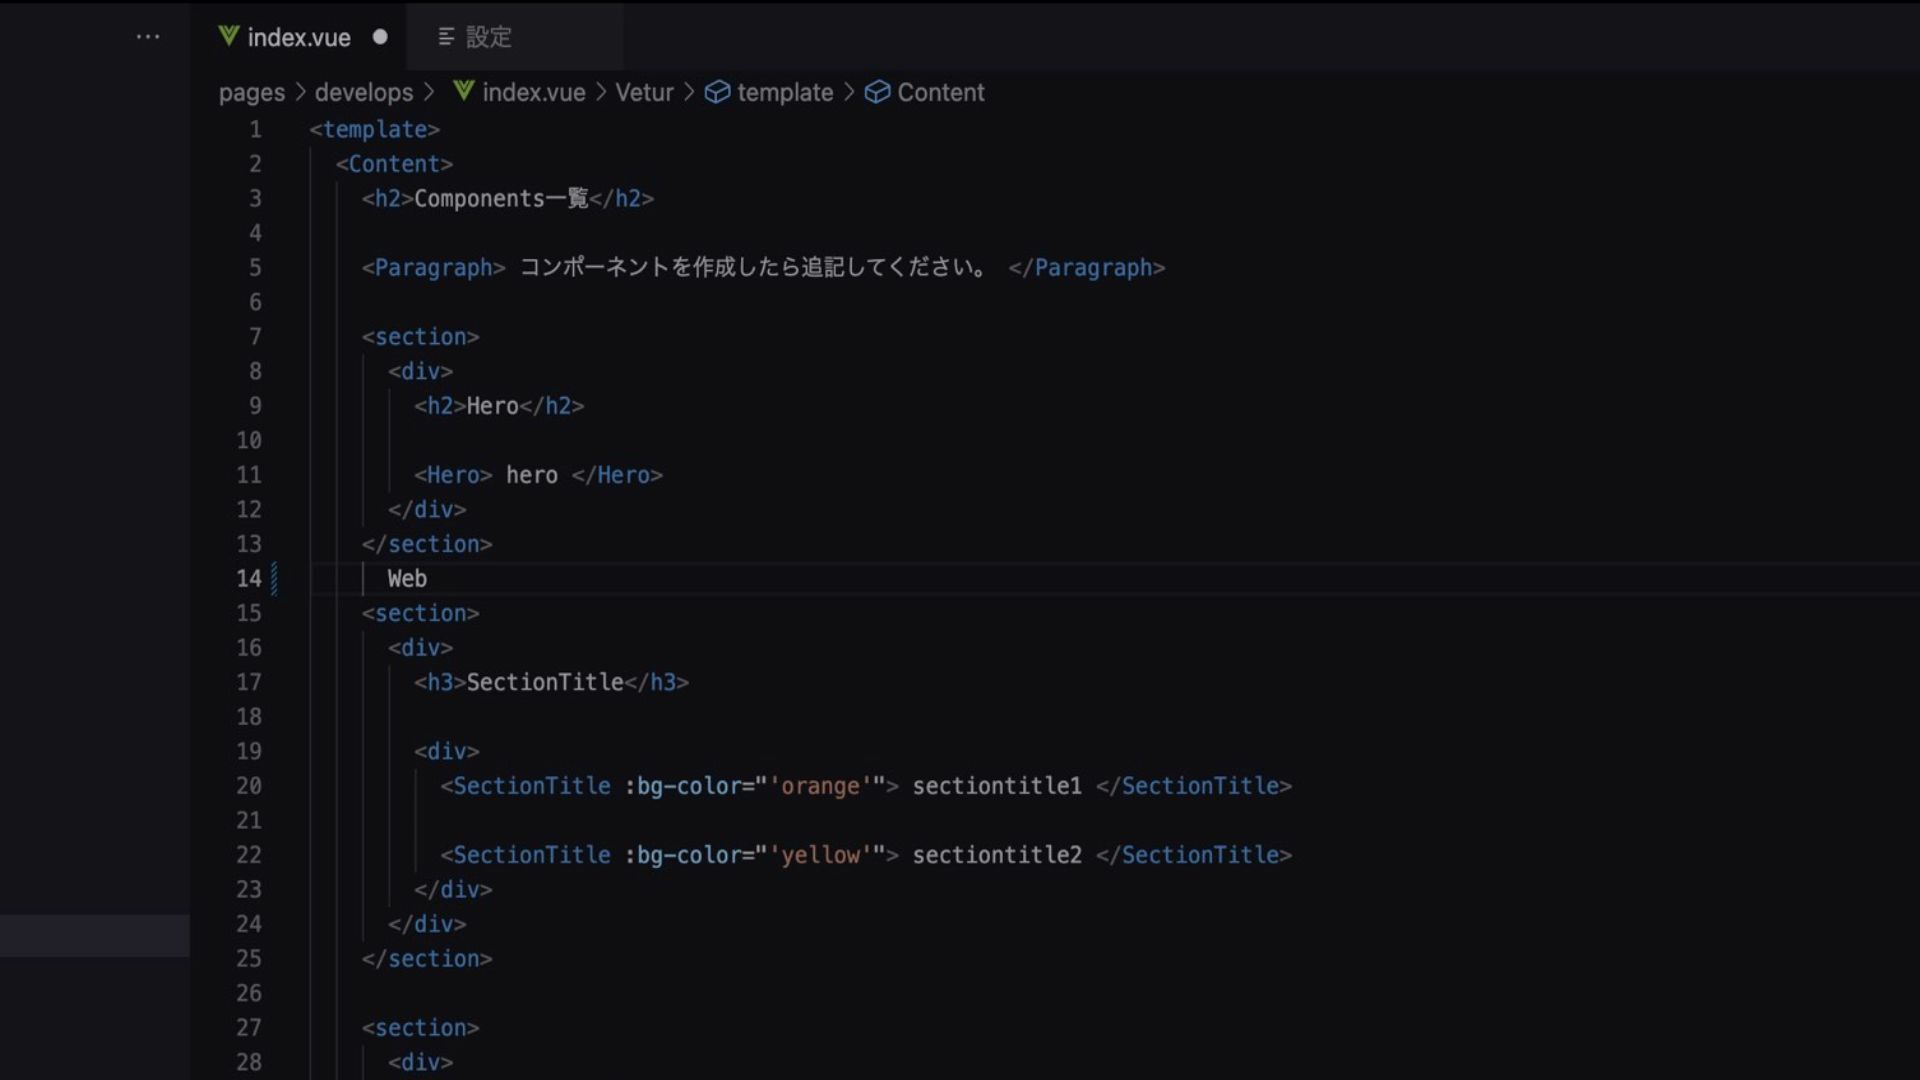 … index.vue ● 設定
pages > develops > index.vue > Vetur > template > Content
1 <template>
2 <Content>
3 <h2>Components一覧</h2>
4
5 <Paragraph> コンポーネントを作成したら追記してください。 </Paragraph>
6
7 <section>
8 <div>
9 <h2>Hero</h2>
10
11 <Hero> hero </Hero>
12 </div>
13 </section>
14 Web
15 <section>
16 <div>
17 <h3>SectionTitle</h3>
18
19 <div>
20 <SectionTitle :bg-color="'orange'"> sectiontitle1 </SectionTitle>
21
22 <SectionTitle :bg-color="'yellow'"> sectiontitle2 </SectionTitle>
23 </div>
24 </div>
25 </section>
26
27 <section>
28 <div>